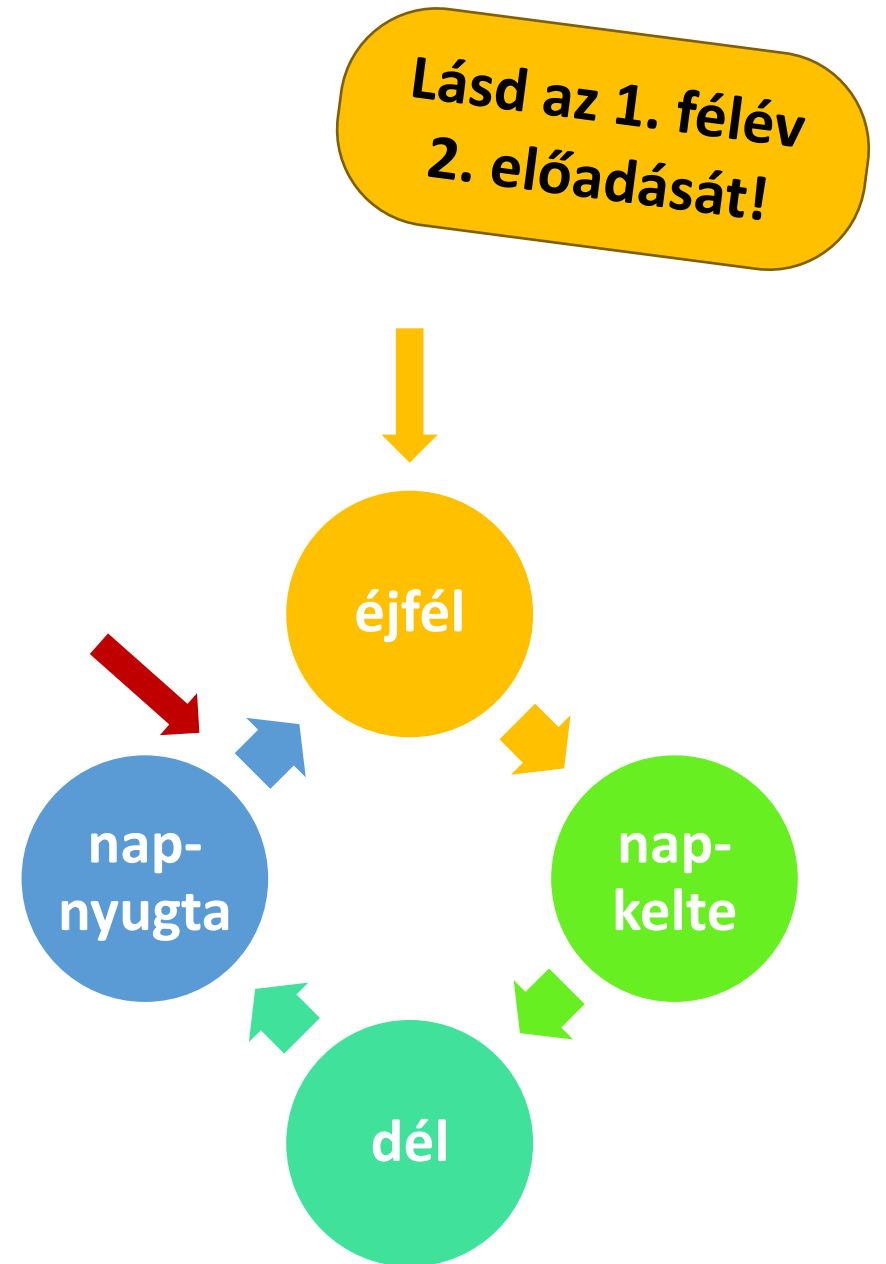 Lásd az 1. félév
2. előadását!
éjfél
nap-
nyugta
nap-
kelte
dél